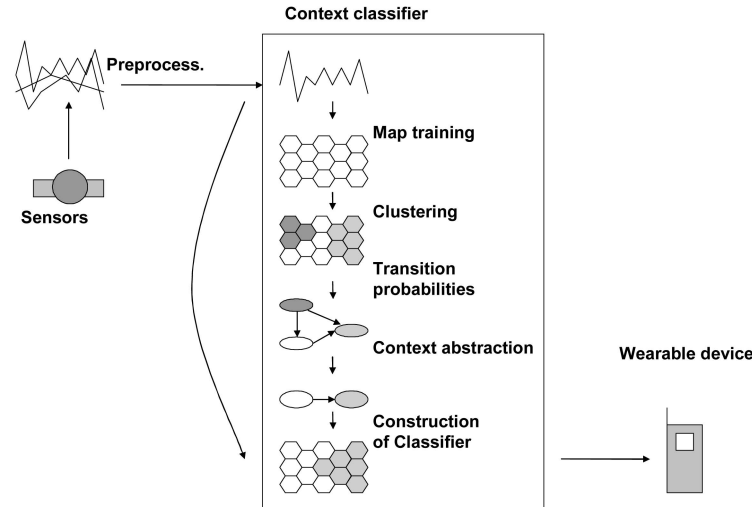 Context classifier
Preprocess.
Map training
Sensors
Clustering
Transition
probabilities
Context abstraction
Wearable device
Construction
of Classifier